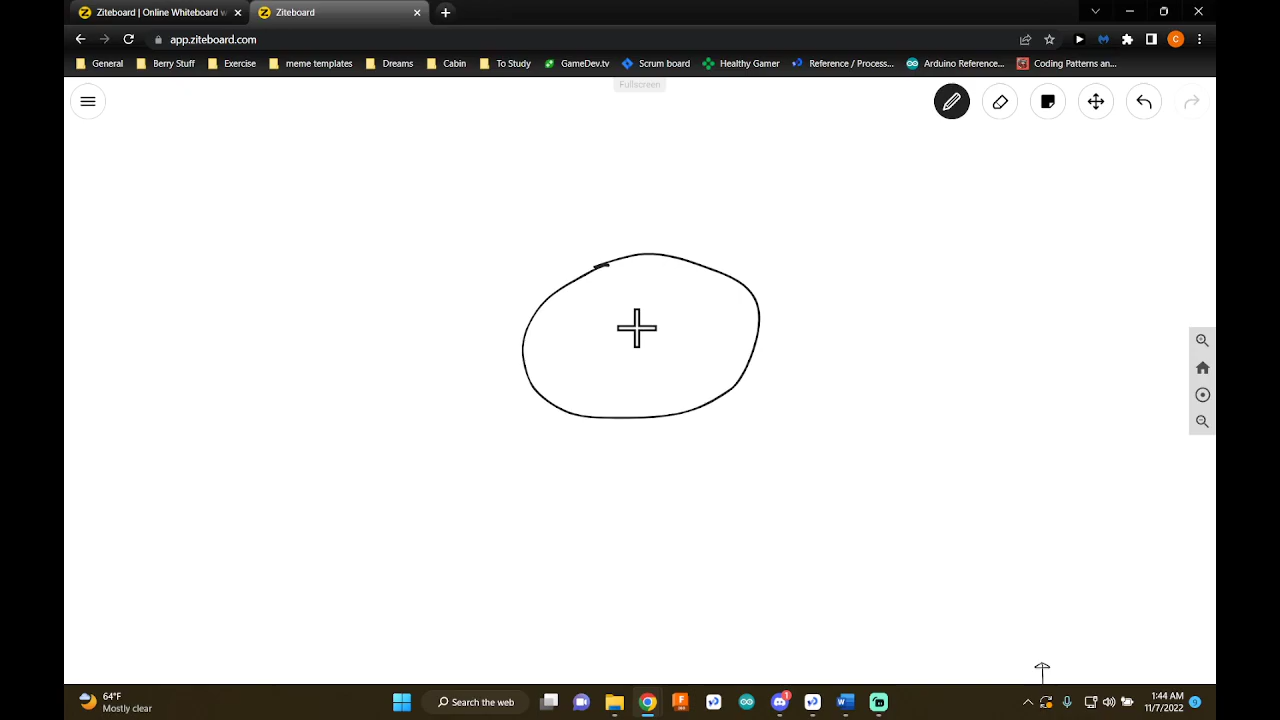 Ziteboard | Online Whiteboard w
Ziteboard
app.ziteboard.com
General
Berry Stuff
Exercise
meme templates
Dreams
Cabin
To Study
GameDev.tv
Scrum board
Healthy Gamer
Reference / Process...
Arduino Reference...
Coding Patterns an...
Fullscreen
64°F
Mostly clear
Search the web
1:44 AM
11/7/2022